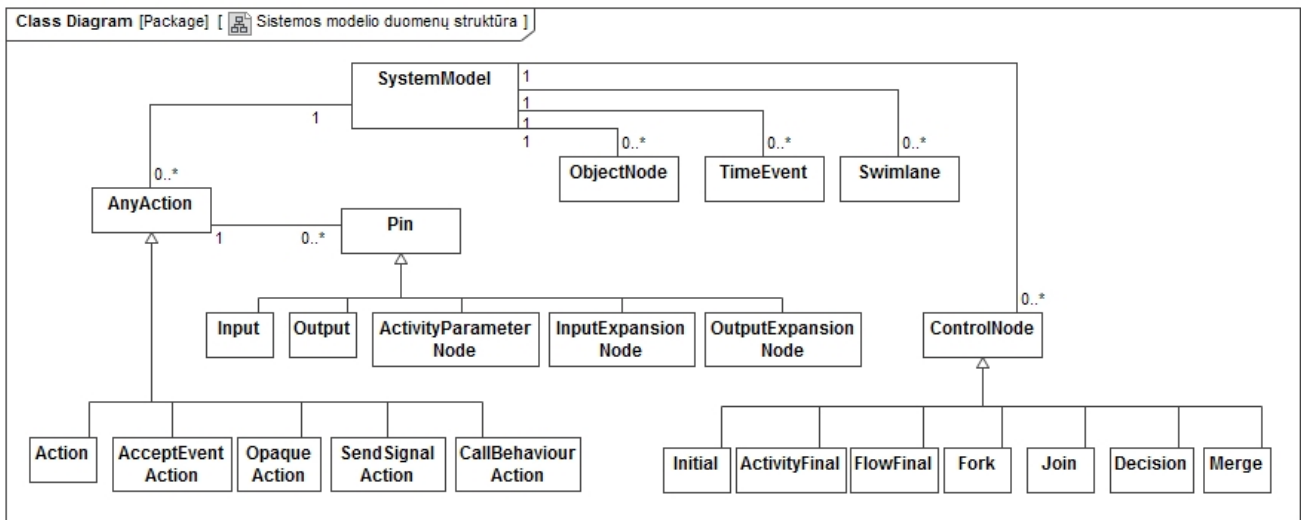 Class Diagram [Package] [ Sistemos modelio duomenų struktūra ]
SystemModel
1
1
1
1
1
0..*
0..*
0..*
0..*
0..*
ObjectNode
TimeEvent
Swimlane
AnyAction
1
0..*
Pin
Input
Output
ActivityParameter
Node
InputExpansion
Node
OutputExpansion
Node
ControlNode
Action
AcceptEvent
Action
Opaque
Action
SendSignal
Action
CallBehaviour
Action
Initial
ActivityFinal
FlowFinal
Fork
Join
Decision
Merge